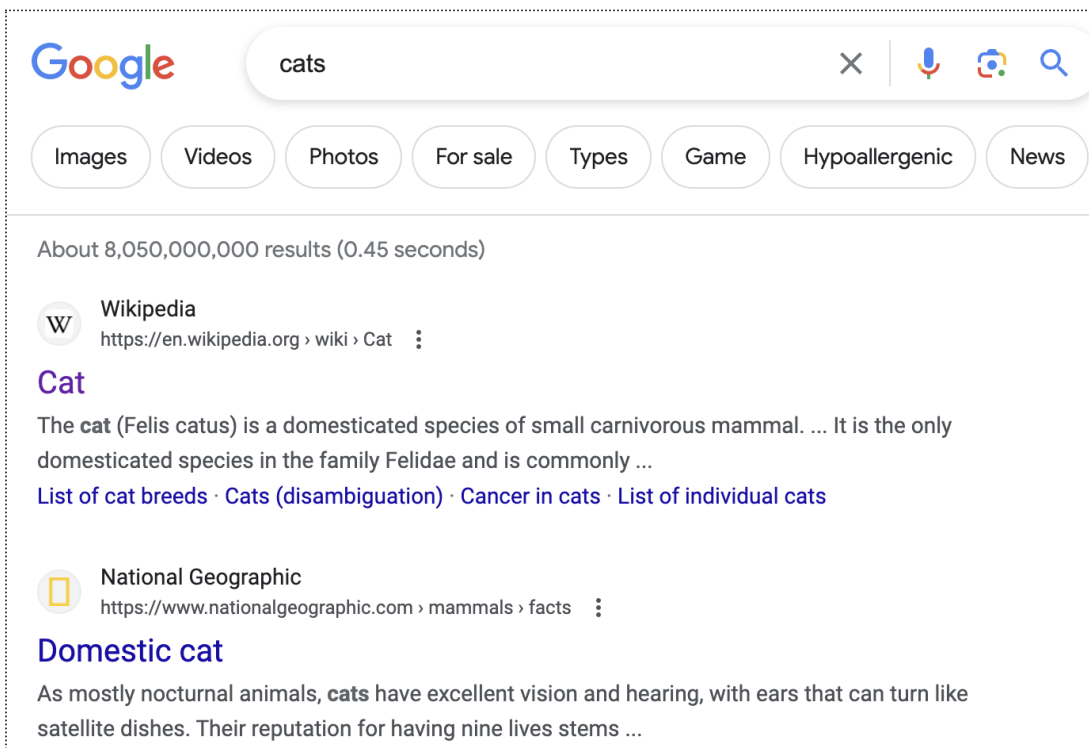 Google
cats
Images Videos Photos For sale Types Game Hypoallergenic News
About 8,050,000,000 results (0.45 seconds)
W
Wikipedia
https://en.wikipedia.org › wiki › Cat
Cat
The cat (Felis catus) is a domesticated species of small carnivorous mammal. ... It is the only
domesticated species in the family Felidae and is commonly ...
List of cat breeds · Cats (disambiguation) · Cancer in cats · List of individual cats
National Geographic
https://www.nationalgeographic.com › mammals › facts
Domestic cat
As mostly nocturnal animals, cats have excellent vision and hearing, with ears that can turn like
satellite dishes. Their reputation for having nine lives stems ...